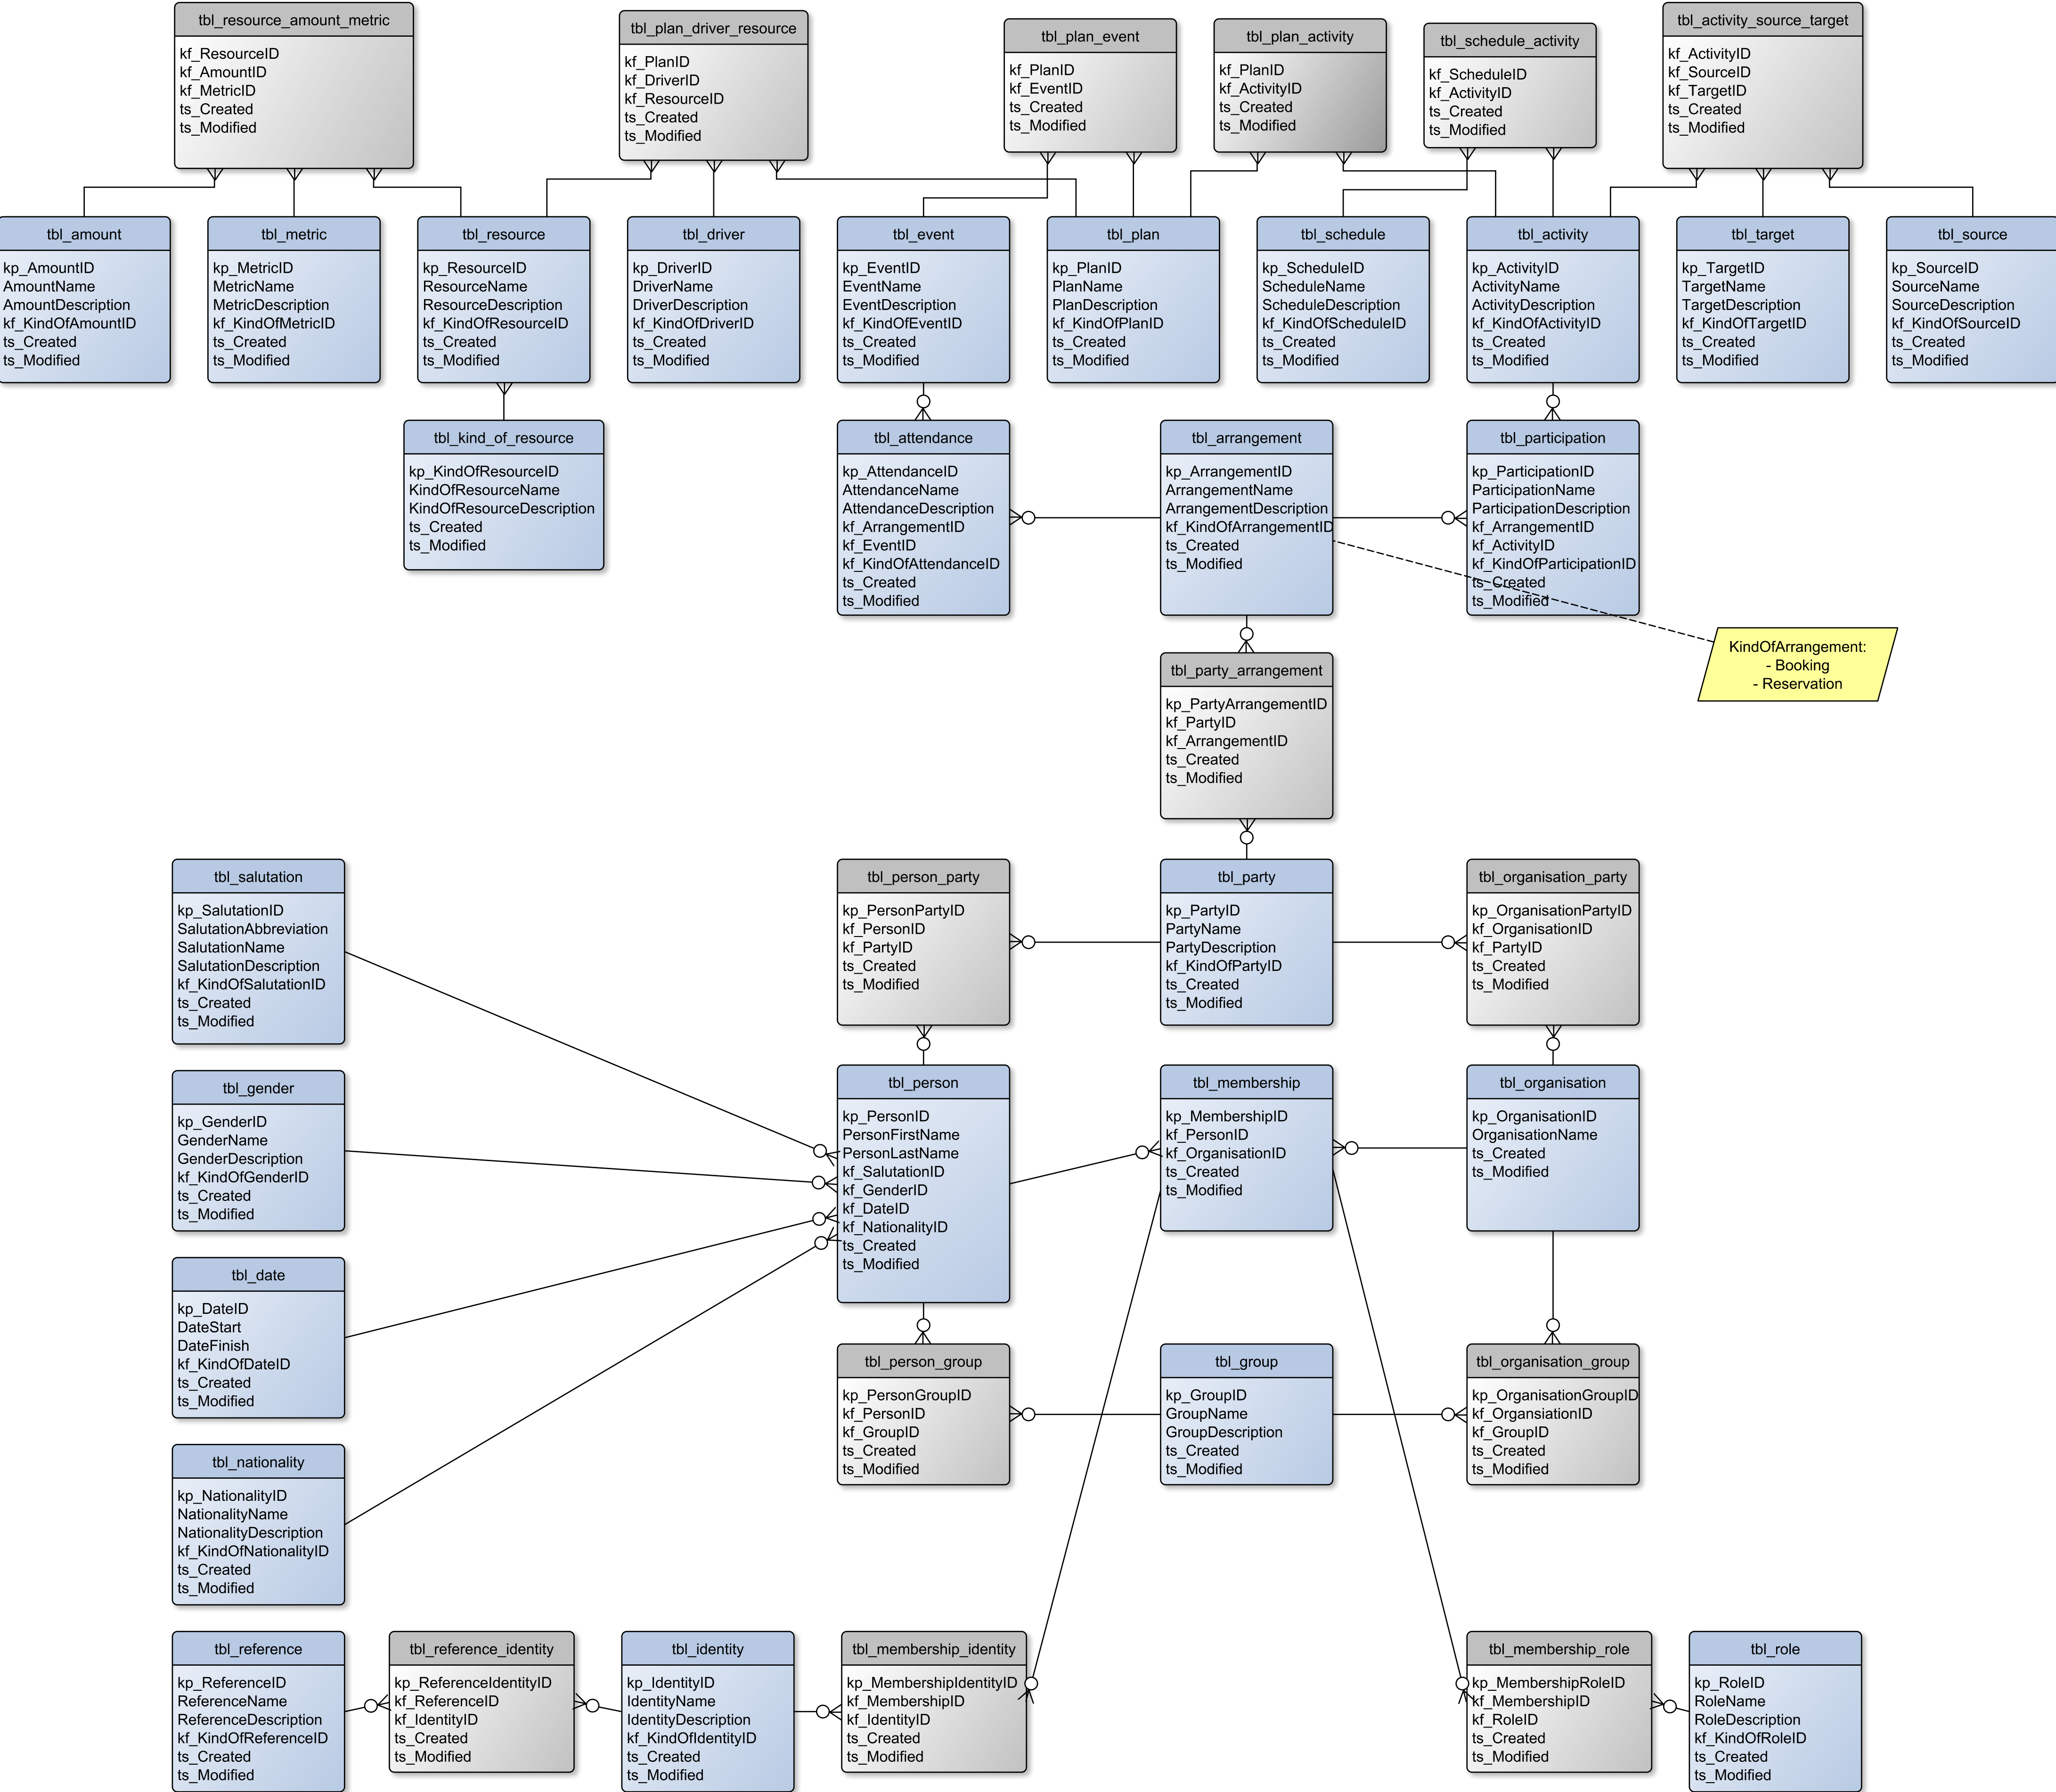 tbl_resource_amount_metric
kf_ResourceID
kf_AmountID
kf_MetricID
ts_Created
ts_Modified
tbl_plan_driver_resource
kf_PlanID
kf_DriverID
kf_ResourceID
ts_Created
ts_Modified
tbl_plan_event
kf_PlanID
kf_EventID
ts_Created
ts_Modified
tbl_plan_activity
kf_PlanID
kf_ActivityID
ts_Created
ts_Modified
tbl_schedule_activity
kf_ScheduleID
kf_ActivityID
ts_Created
ts_Modified
tbl_activity_source_target
kf_ActivityID
kf_SourceID
kf_TargetID
ts_Created
ts_Modified
tbl_amount
kp_AmountID
AmountName
AmountDescription
kf_KindOfAmountID
ts_Created
ts_Modified
tbl_metric
kp_MetricID
MetricName
MetricDescription
kf_KindOfMetricID
ts_Created
ts_Modified
tbl_resource
kp_ResourceID
ResourceName
ResourceDescription
kf_KindOfResourceID
ts_Created
ts_Modified
tbl_driver
kp_DriverID
DriverName
DriverDescription
kf_KindOfDriverID
ts_Created
ts_Modified
tbl_event
kp_EventID
EventName
EventDescription
kf_KindOfEventID
ts_Created
ts_Modified
tbl_plan
kp_PlanID
PlanName
PlanDescription
kf_KindOfPlanID
ts_Created
ts_Modified
tbl_schedule
kp_ScheduleID
ScheduleName
ScheduleDescription
kf_KindOfScheduleID
ts_Created
ts_Modified
tbl_activity
kp_ActivityID
ActivityName
ActivityDescription
kf_KindOfActivityID
ts_Created
ts_Modified
tbl_target
kp_TargetID
TargetName
TargetDescription
kf_KindOfTargetID
ts_Created
ts_Modified
tbl_source
kp_SourceID
SourceName
SourceDescription
kf_KindOfSourceID
ts_Created
ts_Modified
tbl_kind_of_resource
kp_KindOfResourceID
KindOfResourceName
KindOfResourceDescription
ts_Created
ts_Modified
tbl_attendance
kp_AttendanceID
AttendanceName
AttendanceDescription
kf_ArrangementID
kf_EventID
kf_KindOfAttendanceID
ts_Created
ts_Modified
tbl_arrangement
kp_ArrangementID
ArrangementName
ArrangementDescription
kf_KindOfArrangementID
ts_Created
ts_Modified
tbl_participation
kp_ParticipationID
ParticipationName
ParticipationDescription
kf_ArrangementID
kf_ActivityID
kf_KindOfParticipationID
ts_Created
ts_Modified
KindOfArrangement:
- Booking
- Reservation
tbl_party_arrangement
kp_PartyArrangementID
kf_PartyID
kf_ArrangementID
ts_Created
ts_Modified
tbl_salutation
kp_SalutationID
SalutationAbbreviation
SalutationName
SalutationDescription
kf_KindOfSalutationID
ts_Created
ts_Modified
tbl_person_party
kp_PersonPartyID
kf_PersonID
kf_PartyID
ts_Created
ts_Modified
tbl_party
kp_PartyID
PartyName
PartyDescription
kf_KindOfPartyID
ts_Created
ts_Modified
tbl_organisation_party
kp_OrganisationPartyID
kf_OrganisationID
kf_PartyID
ts_Created
ts_Modified
tbl_gender
kp_GenderID
GenderName
GenderDescription
kf_KindOfGenderID
ts_Created
ts_Modified
tbl_person
kp_PersonID
PersonFirstName
PersonLastName
kf_SalutationID
kf_GenderID
kf_DateID
kf_NationalityID
ts_Created
ts_Modified
tbl_membership
kp_MembershipID
kf_PersonID
kf_OrganisationID
ts_Created
ts_Modified
tbl_organisation
kp_OrganisationID
OrganisationName
ts_Created
ts_Modified
tbl_date
kp_DateID
DateStart
DateFinish
kf_KindOfDateID
ts_Created
ts_Modified
tbl_person_group
kp_PersonGroupID
kf_PersonID
kf_GroupID
ts_Created
ts_Modified
tbl_group
kp_GroupID
GroupName
GroupDescription
ts_Created
ts_Modified
tbl_organisation_group
kp_OrganisationGroupID
kf_OrgansiationID
kf_GroupID
ts_Created
ts_Modified
tbl_nationality
kp_NationalityID
NationalityName
NationalityDescription
kf_KindOfNationalityID
ts_Created
ts_Modified
tbl_reference
kp_ReferenceID
ReferenceName
ReferenceDescription
kf_KindOfReferenceID
ts_Created
ts_Modified
tbl_reference_identity
kp_ReferenceIdentityID
kf_ReferenceID
kf_IdentityID
ts_Created
ts_Modified
tbl_identity
kp_IdentityID
IdentityName
IdentityDescription
kf_KindOfIdentityID
ts_Created
ts_Modified
tbl_membership_identity
kp_MembershipIdentityID
kf_MembershipID
kf_IdentityID
ts_Created
ts_Modified
tbl_membership_role
kp_MembershipRoleID
kf_MembershipID
kf_RoleID
ts_Created
ts_Modified
tbl_role
kp_RoleID
RoleName
RoleDescription
kf_KindOfRoleID
ts_Created
ts_Modified